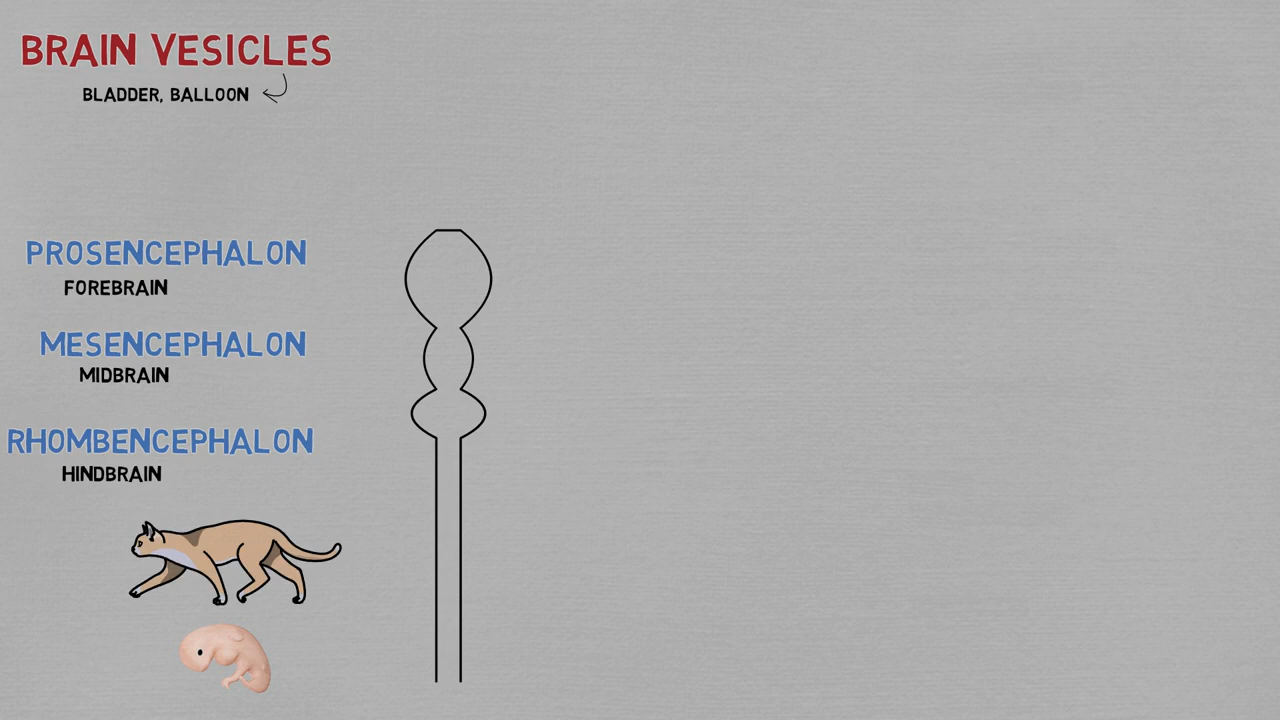 BRAIN VESICLES
BLADDER, BALLOON
PROSENCEPHALON
FOREBRAIN
MESENCEPHALON
MIDBRAIN
RHOMBENCEPHALON
HINDBRAIN